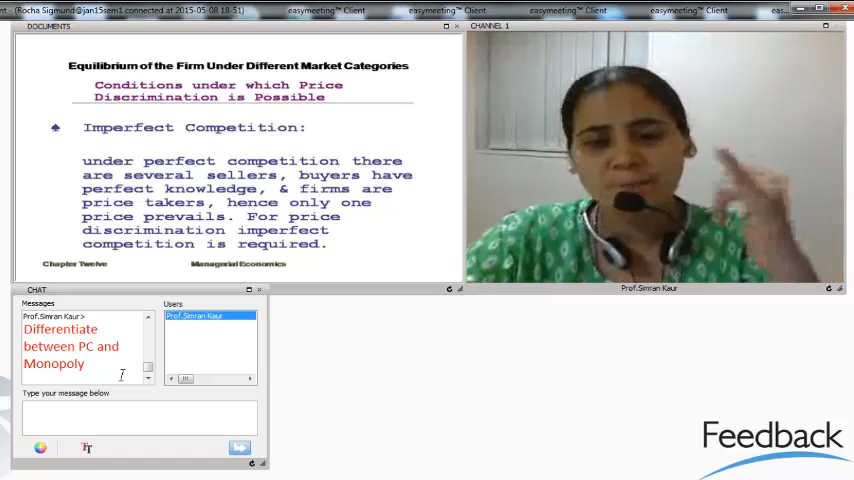 nt - (Rocha Sigmund@jan15sem1 connected at 2015-05-08 18-51)
easymeeting™ Client
easymeeting™ Client
easymeeting™ Client
easymeeting™ Client
eas
DOCUMENTS
CHANNEL 1
Equilibrium of the Firm Under Different Market Categories
Conditions under which Price
Discrimination is Possible
♠ Imperfect Competition:
under perfect competition there
are several sellers, buyers have
perfect knowledge, & firms are
price takers, hence only one
price prevails. For price
discrimination imperfect
competition is required.
Chapter Twelve
Managerial Economics
Prof.Simran Kaur
CHAT
Messages
Users
Prof.Simran Kaur>
Differentiate
between PC and
Monopoly
Prof.Simran Kaur
Type your message below
Feedback